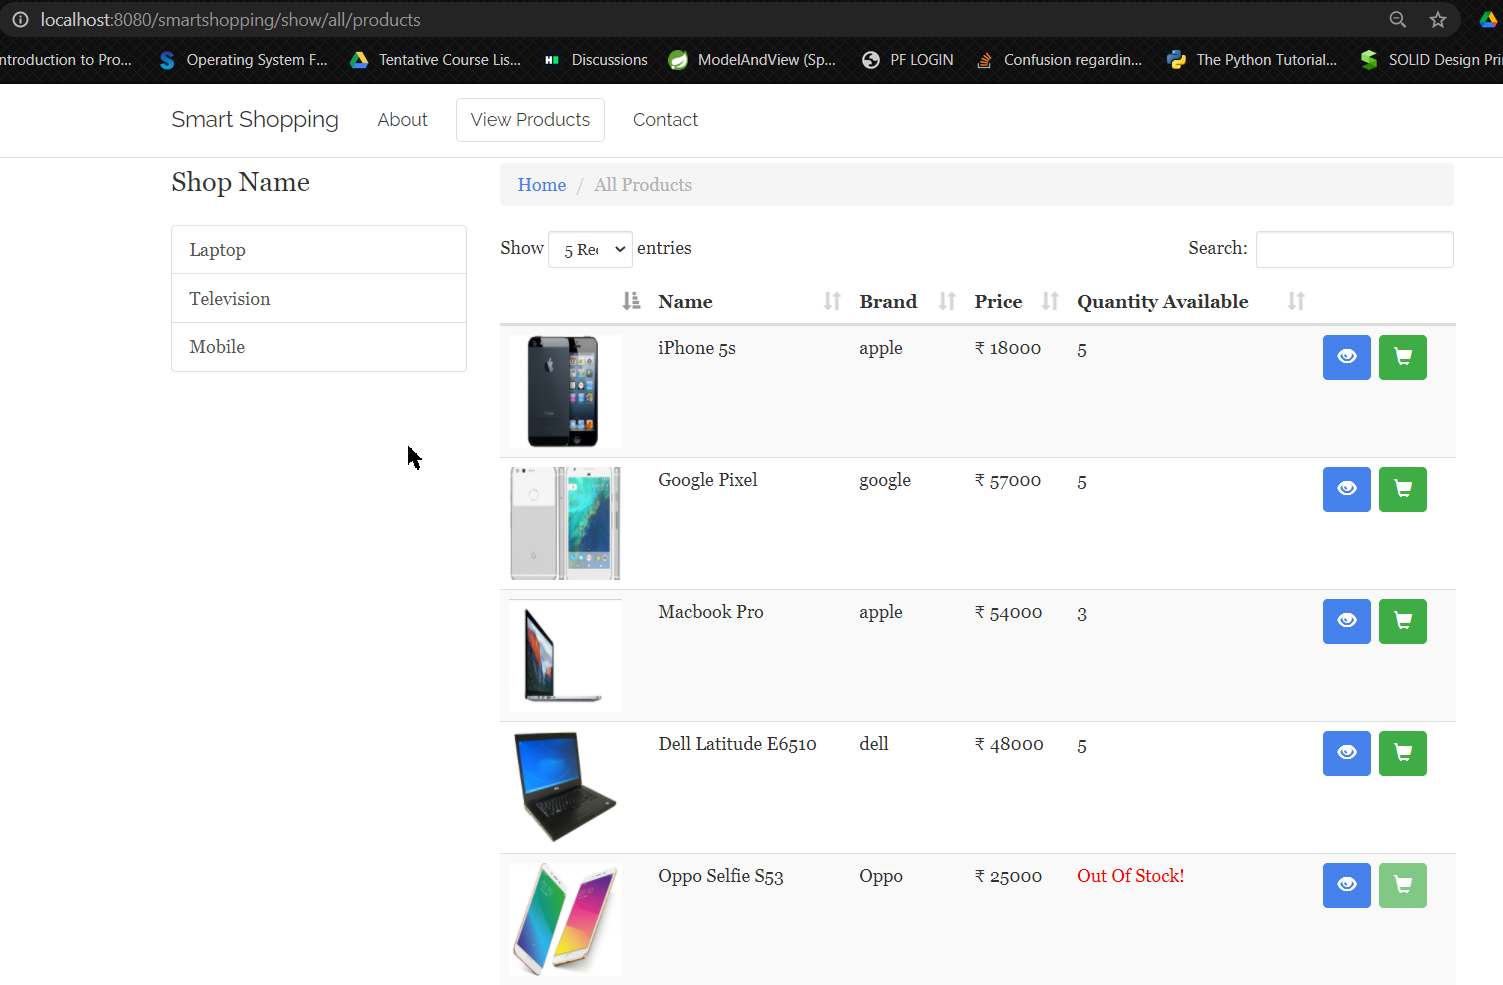 localhost:8080/smartshopping/show/all/products
ntroduction to Pro... Operating System F... Tentative Course Lis... Discussions ModelAndView (Sp... PF LOGIN Confusion regardin... The Python Tutorial... SOLID Design Pri
Smart Shopping About View Products Contact
Shop Name
Laptop
Television
Mobile
Home / All Products
Show 5 Rec entries Search:
Name Brand Price Quantity Available
iPhone 5s apple ₹ 18000 5
Google Pixel google ₹ 57000 5
Macbook Pro apple ₹ 54000 3
Dell Latitude E6510 dell ₹ 48000 5
Oppo Selfie S53 Oppo ₹ 25000 Out Of Stock!